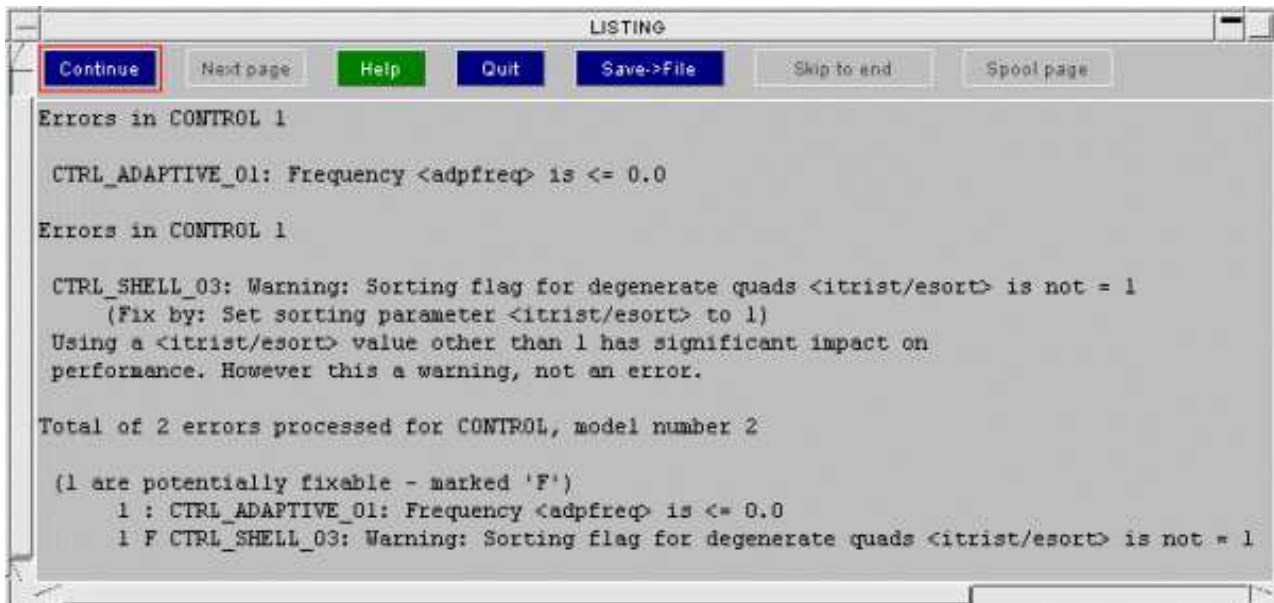 LISTING
Continue Next page Help Quit Save->File Skip to end Spool page
Errors in CONTROL 1
CTRL_ADAPTIVE_01: Frequency <adpfreq> is <= 0.0
Errors in CONTROL 1
CTRL_SHELL_03: Warning: Sorting flag for degenerate quads <itrist/esort> is not = 1
(Fix by: Set sorting parameter <itrist/esort> to 1)
Using a <itrist/esort> value other than 1 has significant impact on
performance. However this a warning, not an error.
Total of 2 errors processed for CONTROL, model number 2
(1 are potentially fixable - marked 'F')
1 : CTRL_ADAPTIVE_01: Frequency <adpfreq> is <= 0.0
1 F CTRL_SHELL_03: Warning: Sorting flag for degenerate quads <itrist/esort> is not = 1